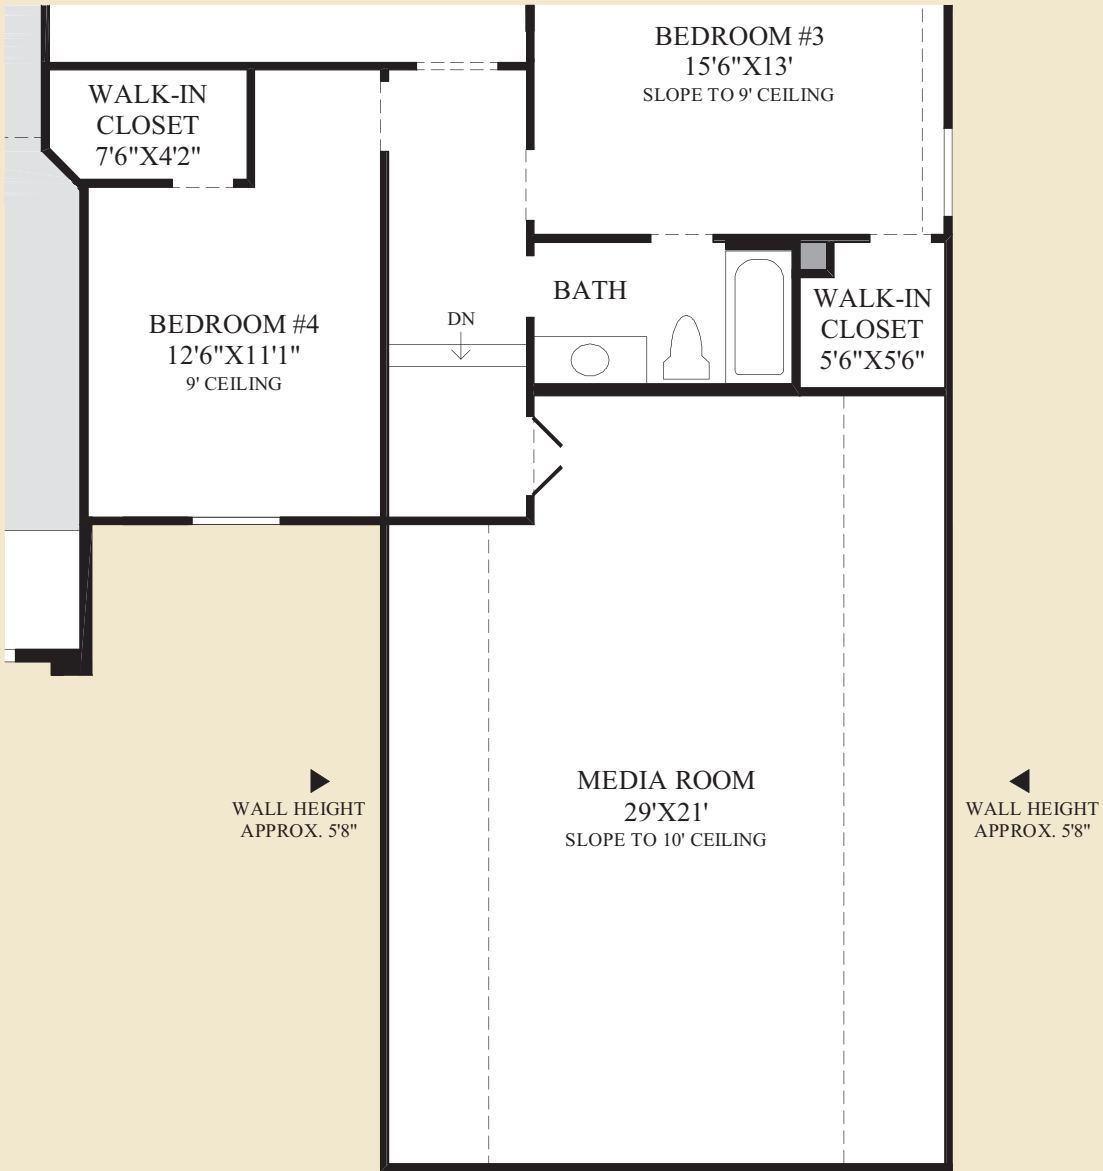 BEDROOM #3
15'6"X13'
SLOPE TO 9' CEILING
WALK-IN
CLOSET
7'6"X4'2"
BATH
WALK-IN
CLOSET
5'6"X5'6"
BEDROOM #4
12'6"X11'1"
9' CEILING
DN
MEDIA ROOM
29'X21'
SLOPE TO 10' CEILING
WALL HEIGHT
APPROX. 5'8"
WALL HEIGHT
APPROX. 5'8"